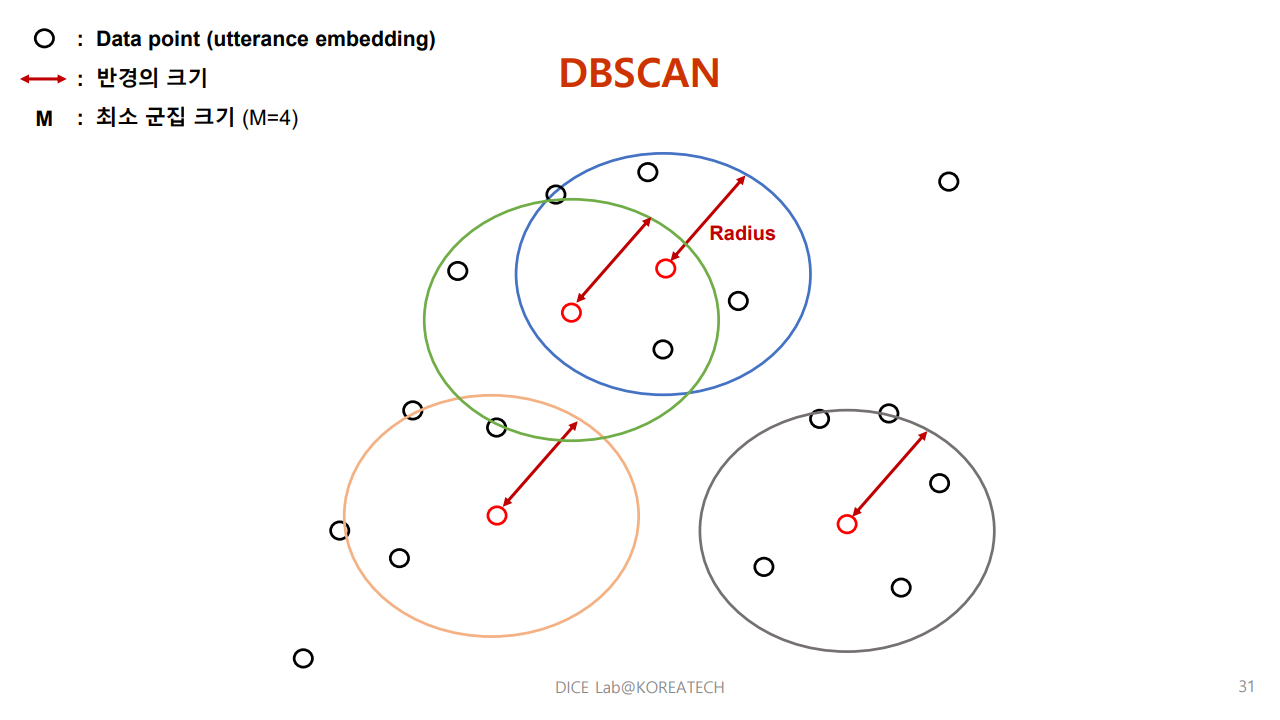 : Data point (utterance embedding)
DBSCAN
: 반경의 크기
M : 최소 군집 크기 (M=4)
Radius
DICE Lab@KOREATECH
31